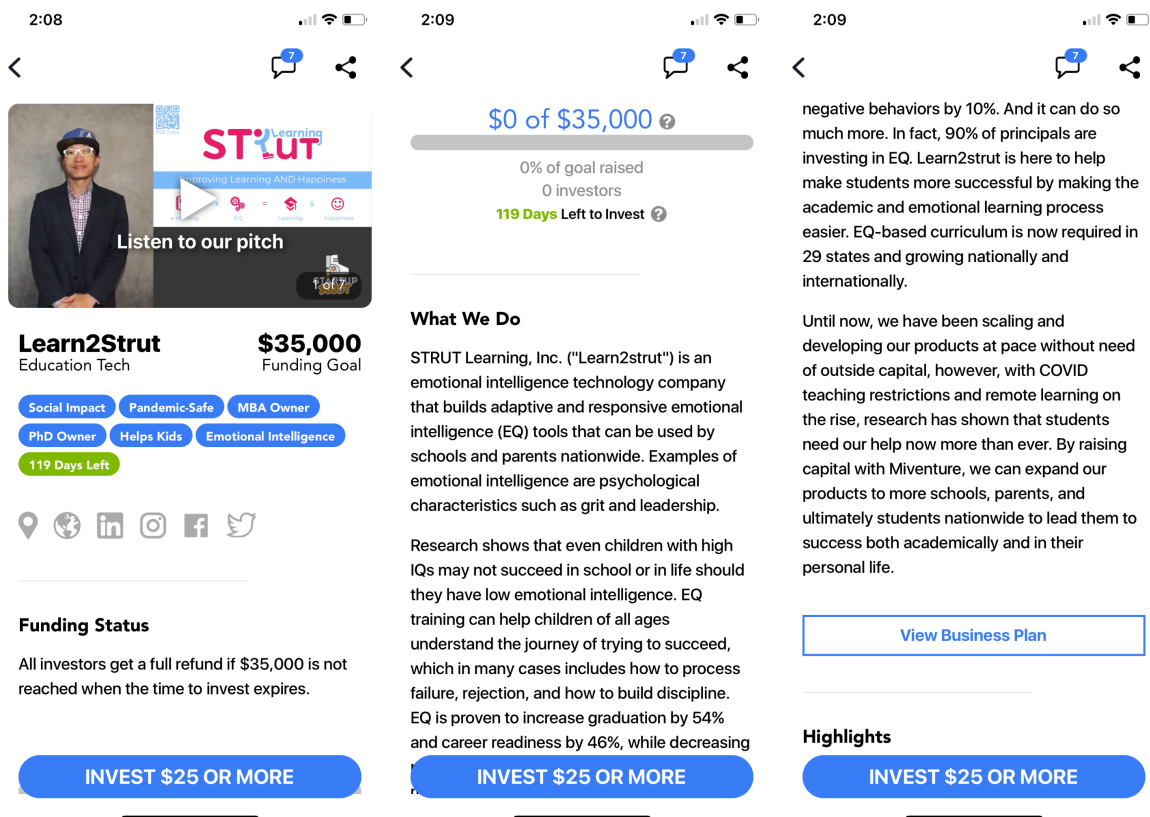 2:08
7
Learning
STRUT
Improving Learning AND Happiness
EQ
=
Learning
&
Happiness
Listen to our pitch
STARTUP
1 of 7
Learn2Strut
$35,000
Education Tech
Funding Goal
Social Impact
Pandemic-Safe
MBA Owner
PhD Owner
Helps Kids
Emotional Intelligence
119 Days Left
Funding Status
All investors get a full refund if $35,000 is not
reached when the time to invest expires.
INVEST $25 OR MORE
2:09
7
$0 of $35,000 ?
0% of goal raised
0 investors
119 Days Left to Invest ?
What We Do
STRUT Learning, Inc. ("Learn2strut") is an
emotional intelligence technology company
that builds adaptive and responsive emotional
intelligence (EQ) tools that can be used by
schools and parents nationwide. Examples of
emotional intelligence are psychological
characteristics such as grit and leadership.
Research shows that even children with high
IQs may not succeed in school or in life should
they have low emotional intelligence. EQ
training can help children of all ages
understand the journey of trying to succeed,
which in many cases includes how to process
failure, rejection, and how to build discipline.
EQ is proven to increase graduation by 54%
and career readiness by 46%, while decreasing
INVEST $25 OR MORE
2:09
7
negative behaviors by 10%. And it can do so
much more. In fact, 90% of principals are
investing in EQ. Learn2strut is here to help
make students more successful by making the
academic and emotional learning process
easier. EQ-based curriculum is now required in
29 states and growing nationally and
internationally.
Until now, we have been scaling and
developing our products at pace without need
of outside capital, however, with COVID
teaching restrictions and remote learning on
the rise, research has shown that students
need our help now more than ever. By raising
capital with Miventure, we can expand our
products to more schools, parents, and
ultimately students nationwide to lead them to
success both academically and in their
personal life.
View Business Plan
Highlights
INVEST $25 OR MORE